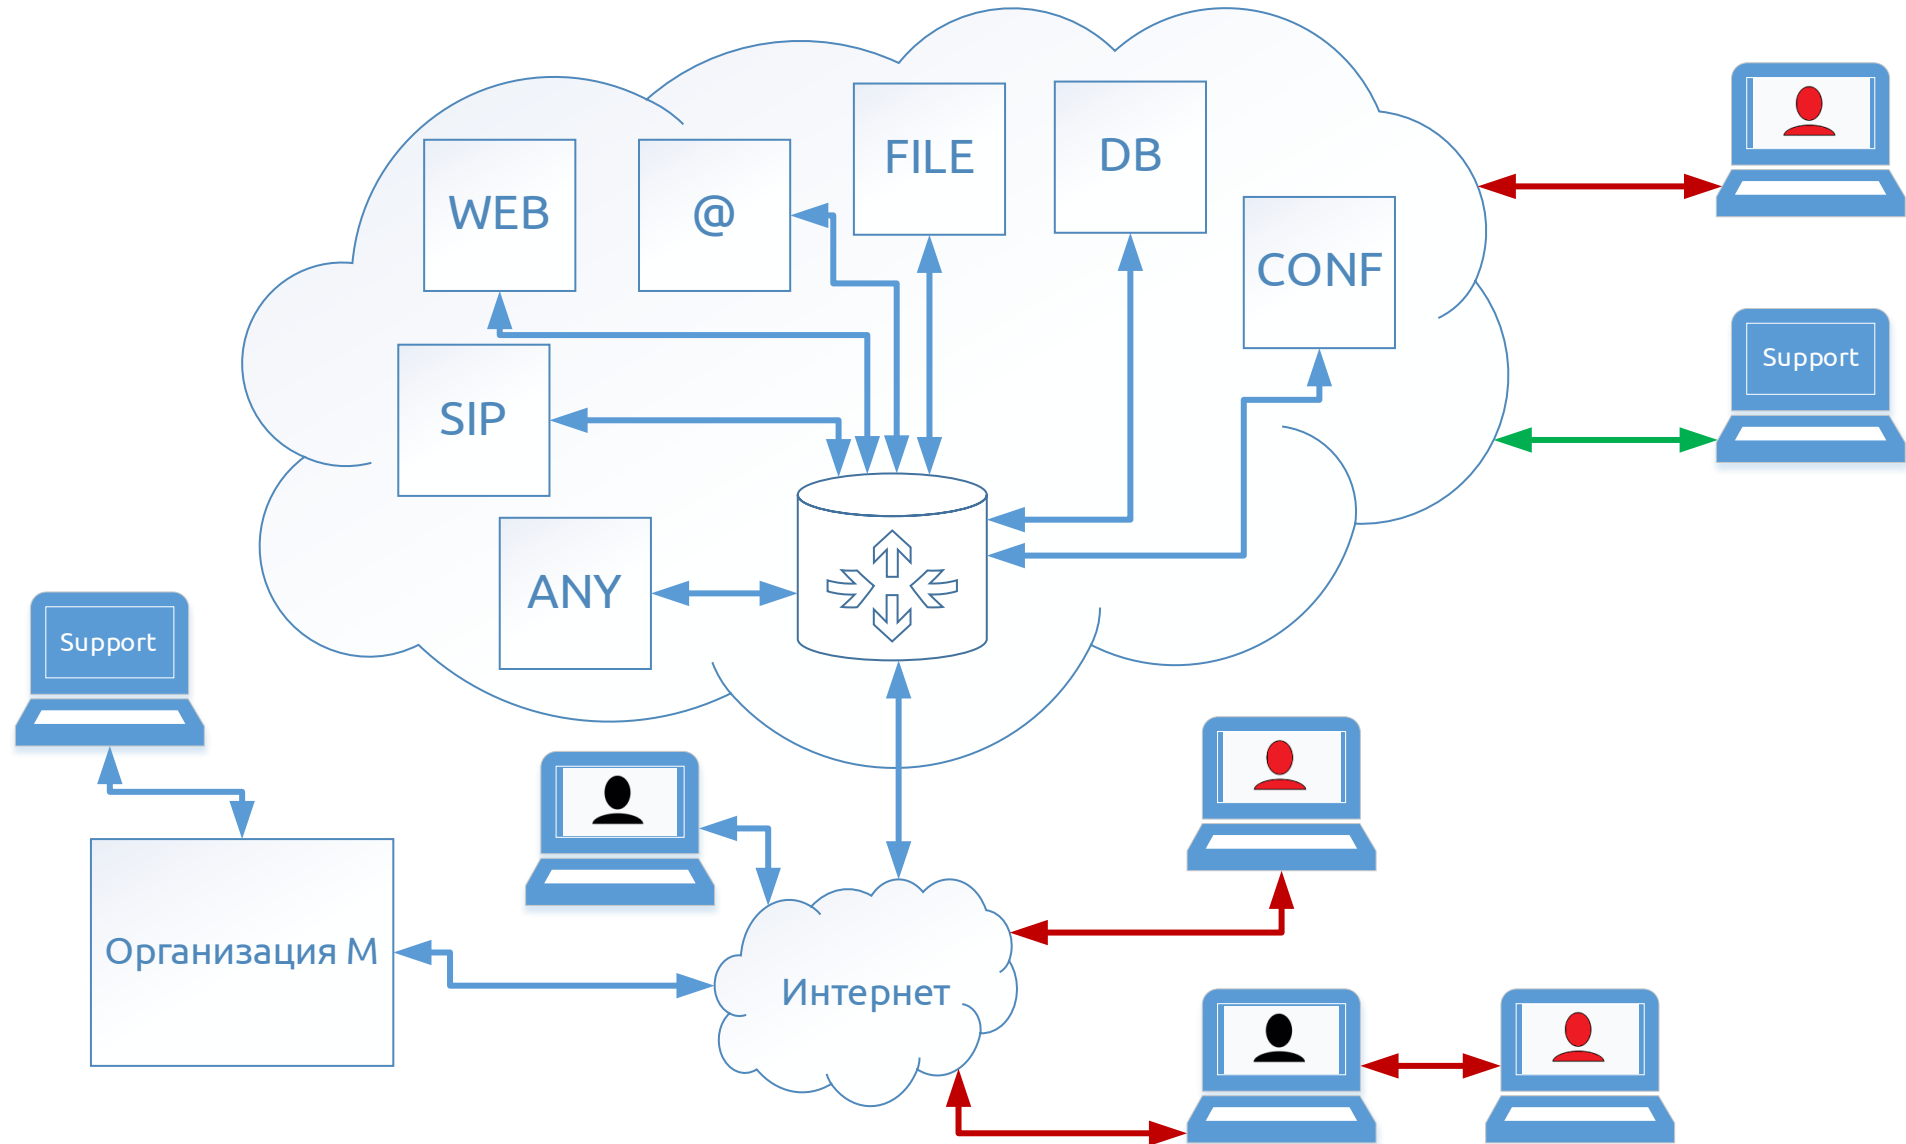 FILE
DB
WEB
@
CONF
SIP
Support
ANY
Support
Организация М
Интернет